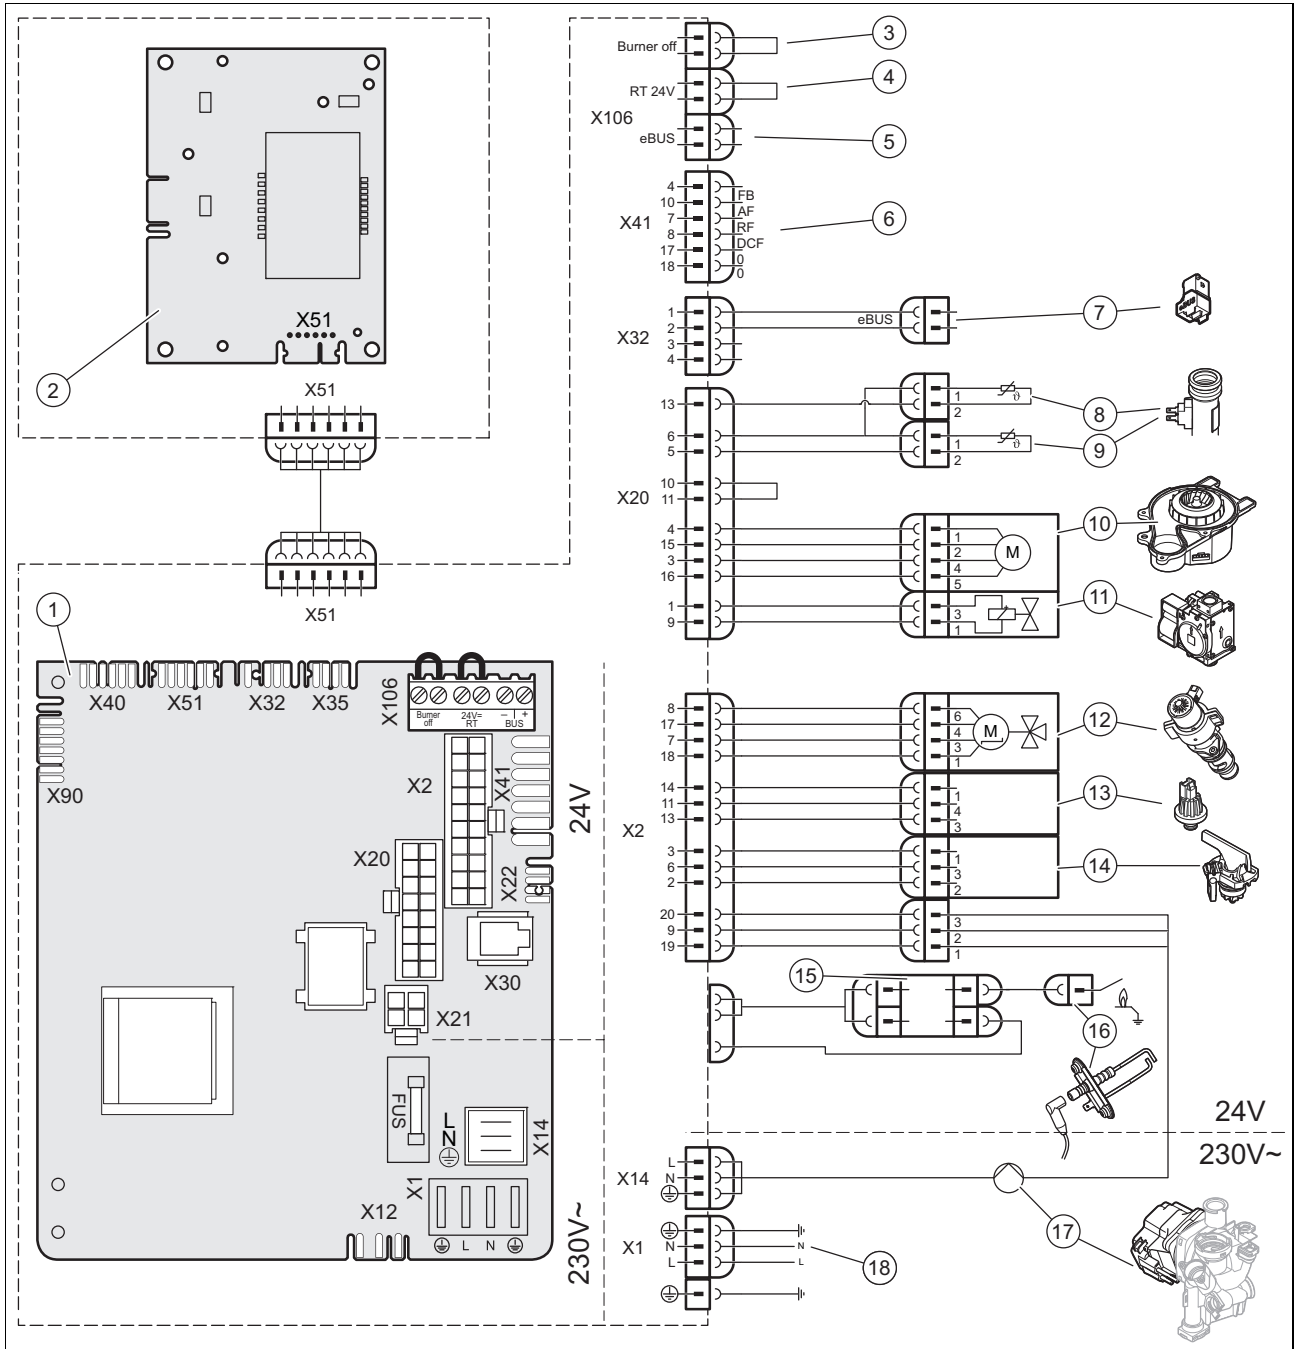 Burner off
3
RT 24V
4
X106
eBUS
5
4
10
7
8
17
18
X41
FB
AF
RF
DCF
0
0
6
1
2
3
4
X32
eBUS
7
X51
2
X51
X51
1
13
6
5
10
11
4
15
3
16
1
9
X20
1
2
ϑ
8
1
2
ϑ
9
1
2
4
5
M
10
3
1
11
X40
X51
X32
X35
X106
Burner off
24V= RT
– | + BUS
X90
X2
X41
X20
X22
X30
X21
24V
FUS
L
N
X14
X1
X12
L N
230V~
8
17
7
18
14
11
13
3
6
2
20
9
19
X2
6
4
3
1
M
12
1
4
3
13
1
3
2
14
3
2
1
15
16
24V
230V~
X14
L
N
17
X1
N
L
N
L
18